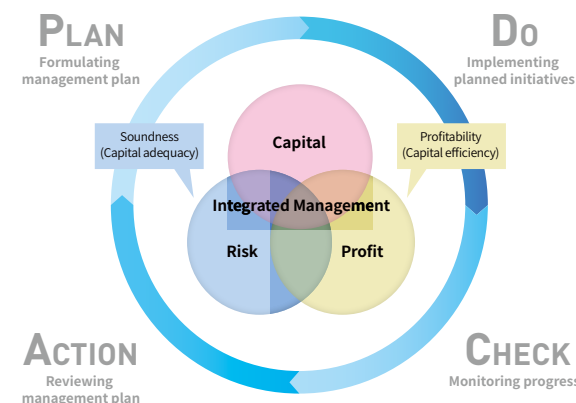 PLAN
Formulating
management plan
DO
Implementing
planned initiatives
Soundness
(Capital adequacy)
Profitability
(Capital efficiency)
Capital
Integrated Management
Risk
Profit
ACTION
Reviewing
management plan
CHECK
Monitoring progress